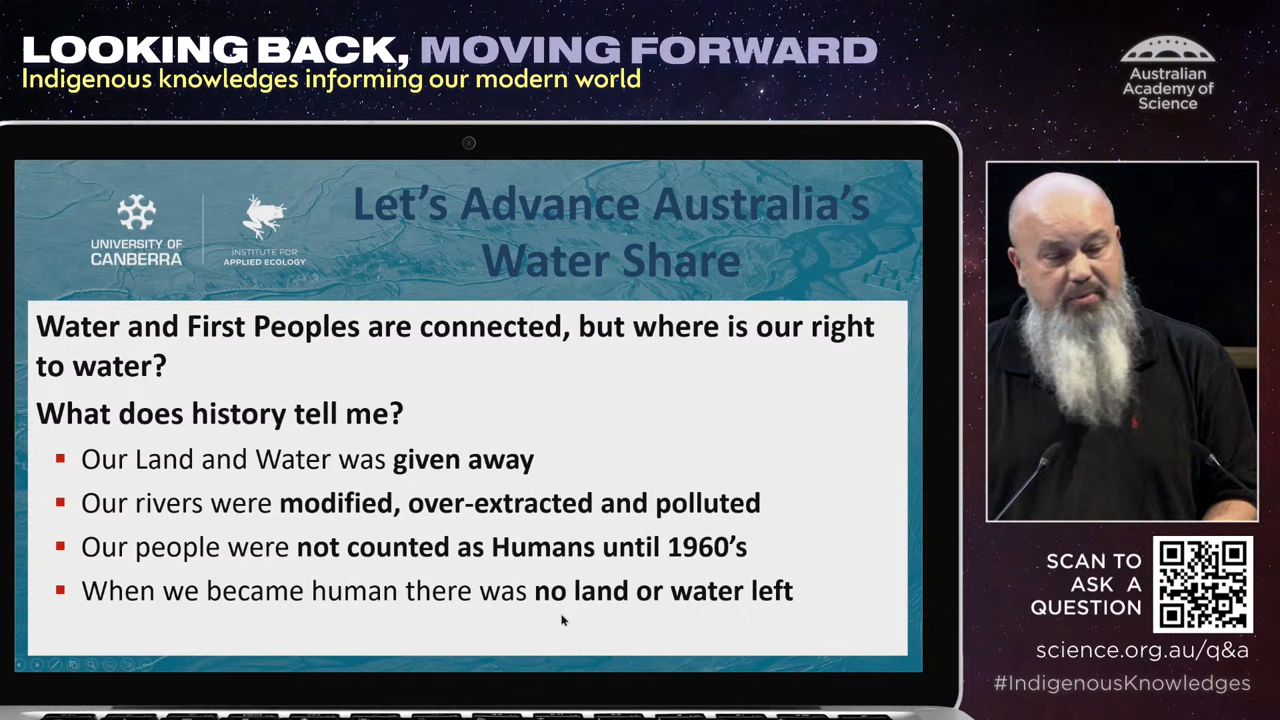 LOOKING BACK, MOVING FORWARD
Indigenous knowledges informing our modern world
Australian
Academy of
Science
UNIVERSITY OF
CANBERRA
INSTITUTE FOR
APPLIED ECOLOGY
Let's Advance Australia's
Water Share
Water and First Peoples are connected, but where is our right
to water?
What does history tell me?
Our Land and Water was given away
Our rivers were modified, over-extracted and polluted
Our people were not counted as Humans until 1960's
When we became human there was no land or water left
SCAN TO
ASK A
QUESTION
science.org.au/q&a
#IndigenousKnowledges